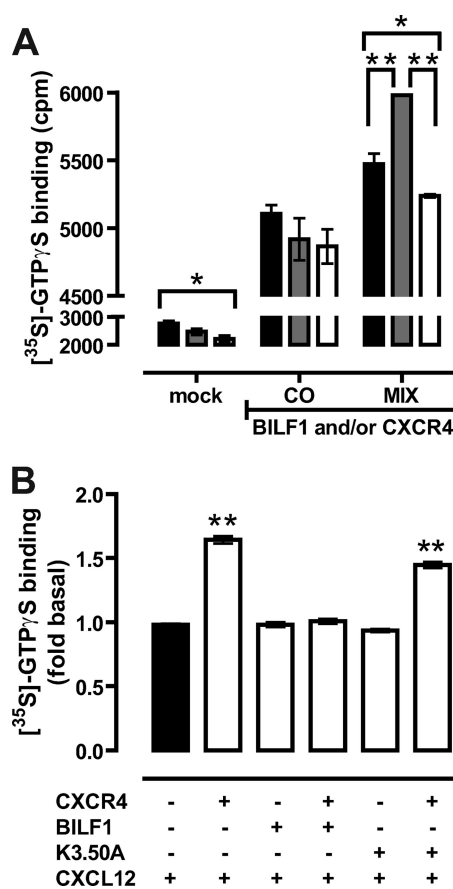 A
[³⁵S]-GTPγS binding (cpm)
6000
5500
5000
4500
3000
2000
*
*
** **
mock CO MIX
BILF1 and/or CXCR4
B
[³⁵S]-GTPγS binding
(fold basal)
2.0
1.5
1.0
0.5
0.0
**
**
CXCR4 - + - + - +
BILF1 - - + + - -
K3.50A - - - - + +
CXCL12 + + + + + +